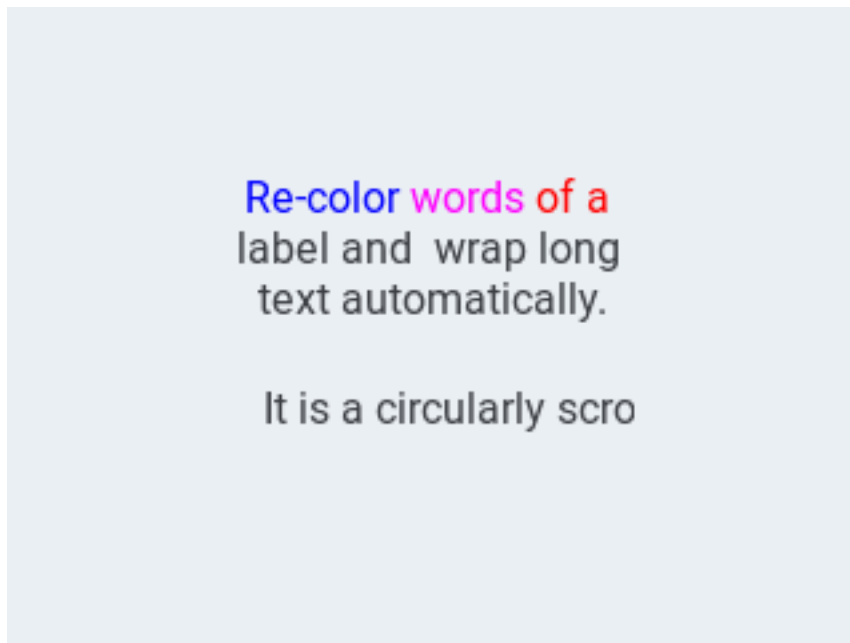 Re-color words of a
label and  wrap long
text automatically.
It is a circularly scro